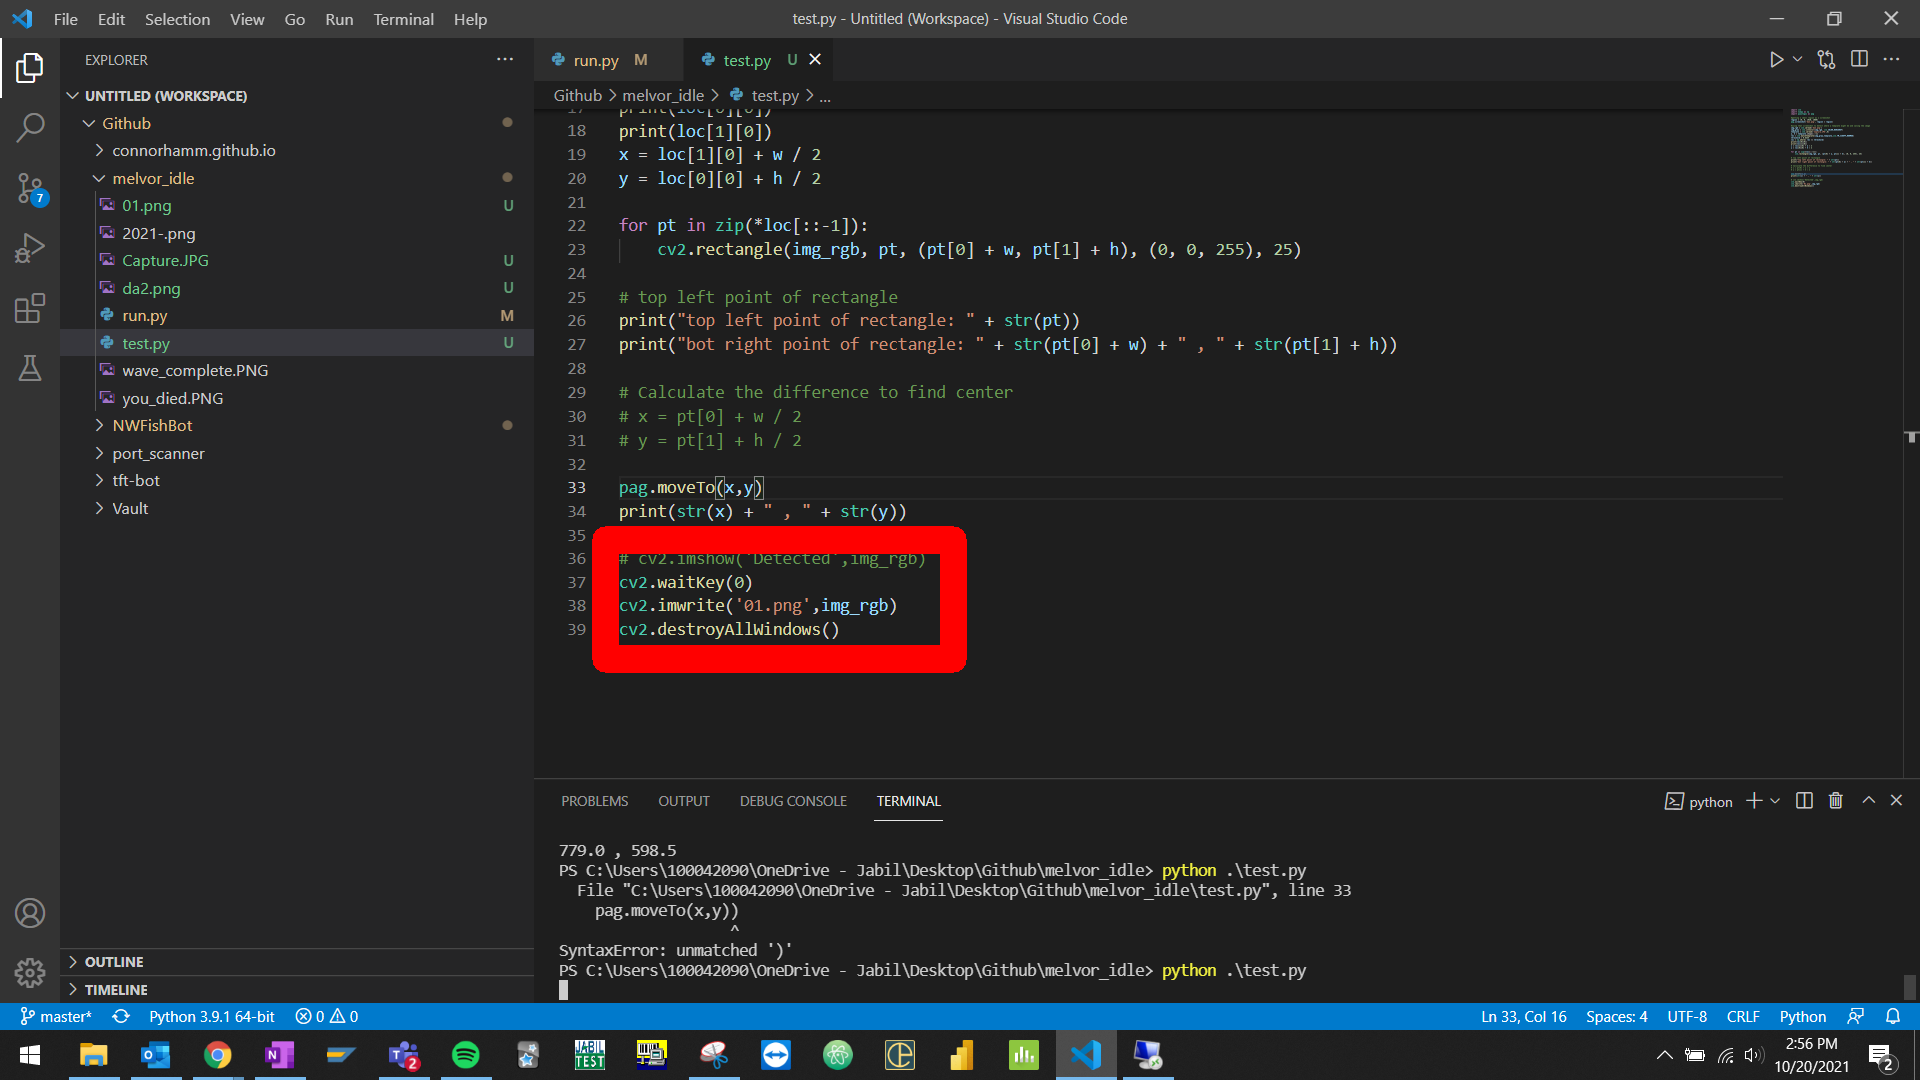 File Edit Selection View Go Run Terminal Help
test.py - Untitled (Workspace) - Visual Studio Code
EXPLORER
run.py M
test.py U
UNTITLED (WORKSPACE)
Github > melvor_idle > test.py > ...
Github
connorhamm.github.io
melvor_idle
01.png U
2021-.png
Capture.JPG U
da2.png U
run.py M
test.py U
wave_complete.PNG
you_died.PNG
NWFishBot
port_scanner
tft-bot
Vault
7
17 print(loc[0][0])
18 print(loc[1][0])
19 x = loc[1][0] + w / 2
20 y = loc[0][0] + h / 2
21
22 for pt in zip(*loc[::-1]):
23 cv2.rectangle(img_rgb, pt, (pt[0] + w, pt[1] + h), (0, 0, 255), 25)
24
25 # top left point of rectangle
26 print("top left point of rectangle: " + str(pt))
27 print("bot right point of rectangle: " + str(pt[0] + w) + " , " + str(pt[1] + h))
28
29 # Calculate the difference to find center
30 # x = pt[0] + w / 2
31 # y = pt[1] + h / 2
32
33 pag.moveTo(x,y)
34 print(str(x) + " , " + str(y))
35
36 # cv2.imshow('Detected',img_rgb)
37 cv2.waitKey(0)
38 cv2.imwrite('01.png',img_rgb)
39 cv2.destroyAllWindows()
PROBLEMS OUTPUT DEBUG CONSOLE TERMINAL
python
779.0 , 598.5
PS C:\Users\100042090\OneDrive - Jabil\Desktop\Github\melvor_idle> python .\test.py
File "C:\Users\100042090\OneDrive - Jabil\Desktop\Github\melvor_idle\test.py", line 33
pag.moveTo(x,y))
^
SyntaxError: unmatched ')'
PS C:\Users\100042090\OneDrive - Jabil\Desktop\Github\melvor_idle> python .\test.py
OUTLINE
TIMELINE
master* Python 3.9.1 64-bit 0 0
Ln 33, Col 16 Spaces: 4 UTF-8 CRLF Python
JABIL
TEST
2
2:56 PM
10/20/2021
2